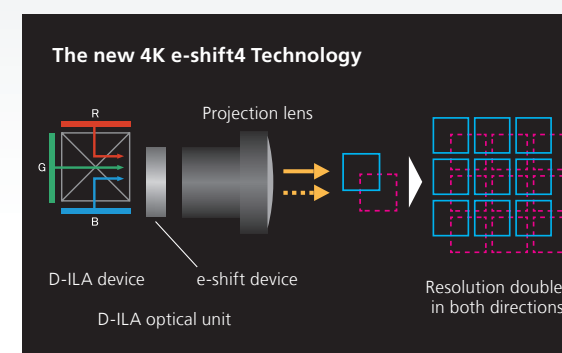 The new 4K e-shift4 Technology
R
Projection lens
G
B
D-ILA device
e-shift device
D-ILA optical unit
Resolution double
in both directions